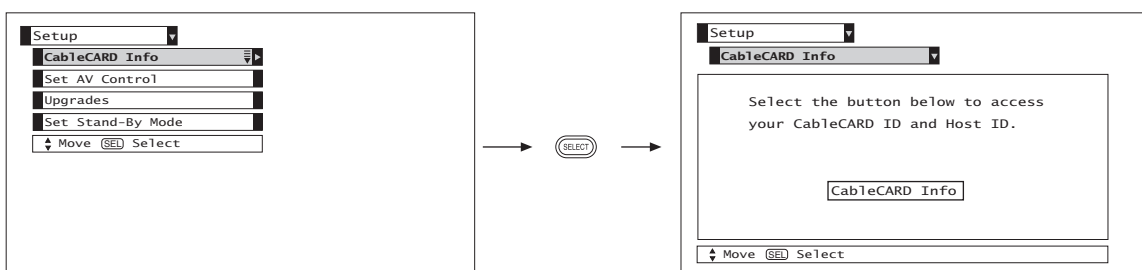 Setup
CableCARD Info
Set AV Control
Upgrades
Set Stand-By Mode
Move SEL Select
SELECT
Setup
CableCARD Info
Select the button below to access
your CableCARD ID and Host ID.
CableCARD Info
Move SEL Select